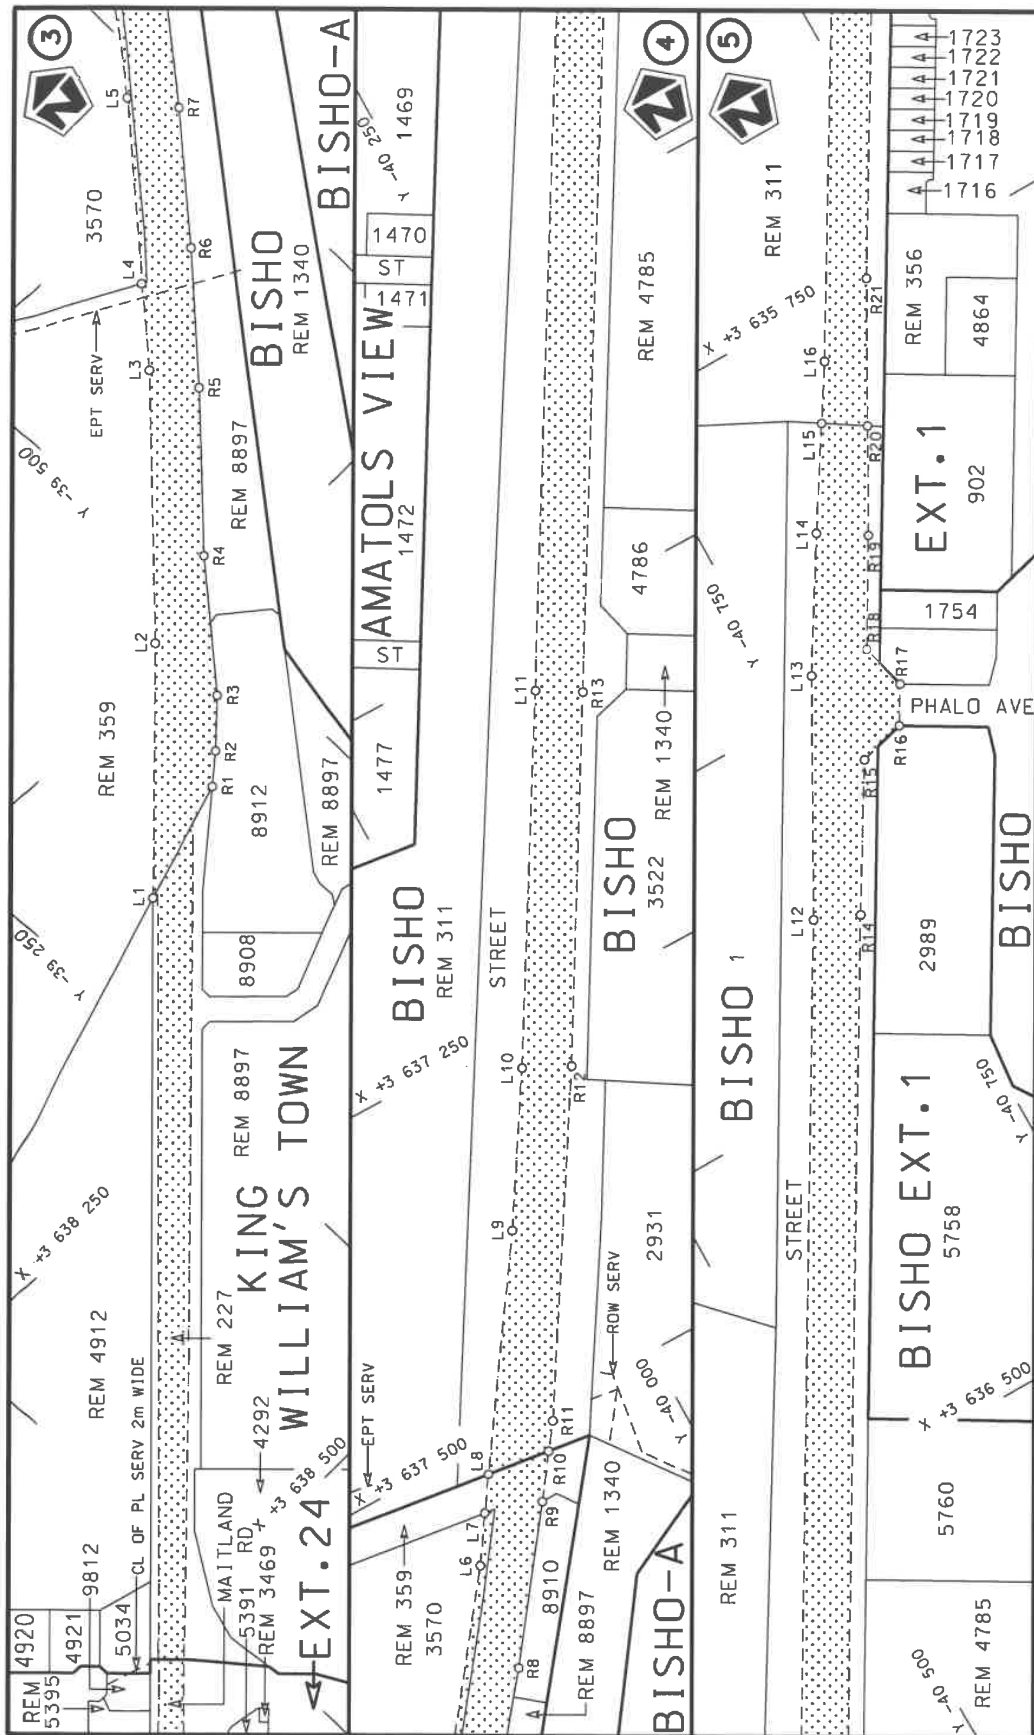 3
L5
R7
3570
BISHO-A
L4
R6
BISHO
REM 1340
EPT SERV
L3
R5
Y -39 500
REM 8897
R4
L2
R3
REM 359
R2
R1
8912
REM 8897
L1
Y -39 250
8908
X +3 638 250
REM 8897
KING
WILLIAM'S TOWN
REM 4912
REM 227
CL OF PL SERV 2m WIDE
4292
X +3 638 500
9812
MAITLAND
RD
5391
REM 3469
EXT.24
4920
4921
5034
REM
5395
4
1469
Y -40 250
1470
ST
1471
REM 4785
AMATOLS VIEW
1472
4786
ST
L11
R13
1477
REM 1340
BISHO
REM 311
STREET
BISHO
3522
X +3 637 250
L10
R12
L9
2931
ROW SERV
EPT SERV
X +3 637 500
L8
R11
R10
Y -40 000
L7
R9
REM 1340
L6
REM 359
3570
8910
REM 8897
R8
BISHO-A
5
1723
1722
1721
1720
1719
1718
1717
1716
REM 311
X +3 635 750
R21
REM 356
4864
L16
L15
R20
EXT.1
902
L14
R19
Y -40 750
R18
1754
L13
R17
PHALO AVE
R16
R15
L12
R14
2989
BISHO
BISHO 1
Y -40 750
STREET
BISHO EXT.1
5758
X +3 636 500
REM 311
5760
Y -40 500
REM 4785